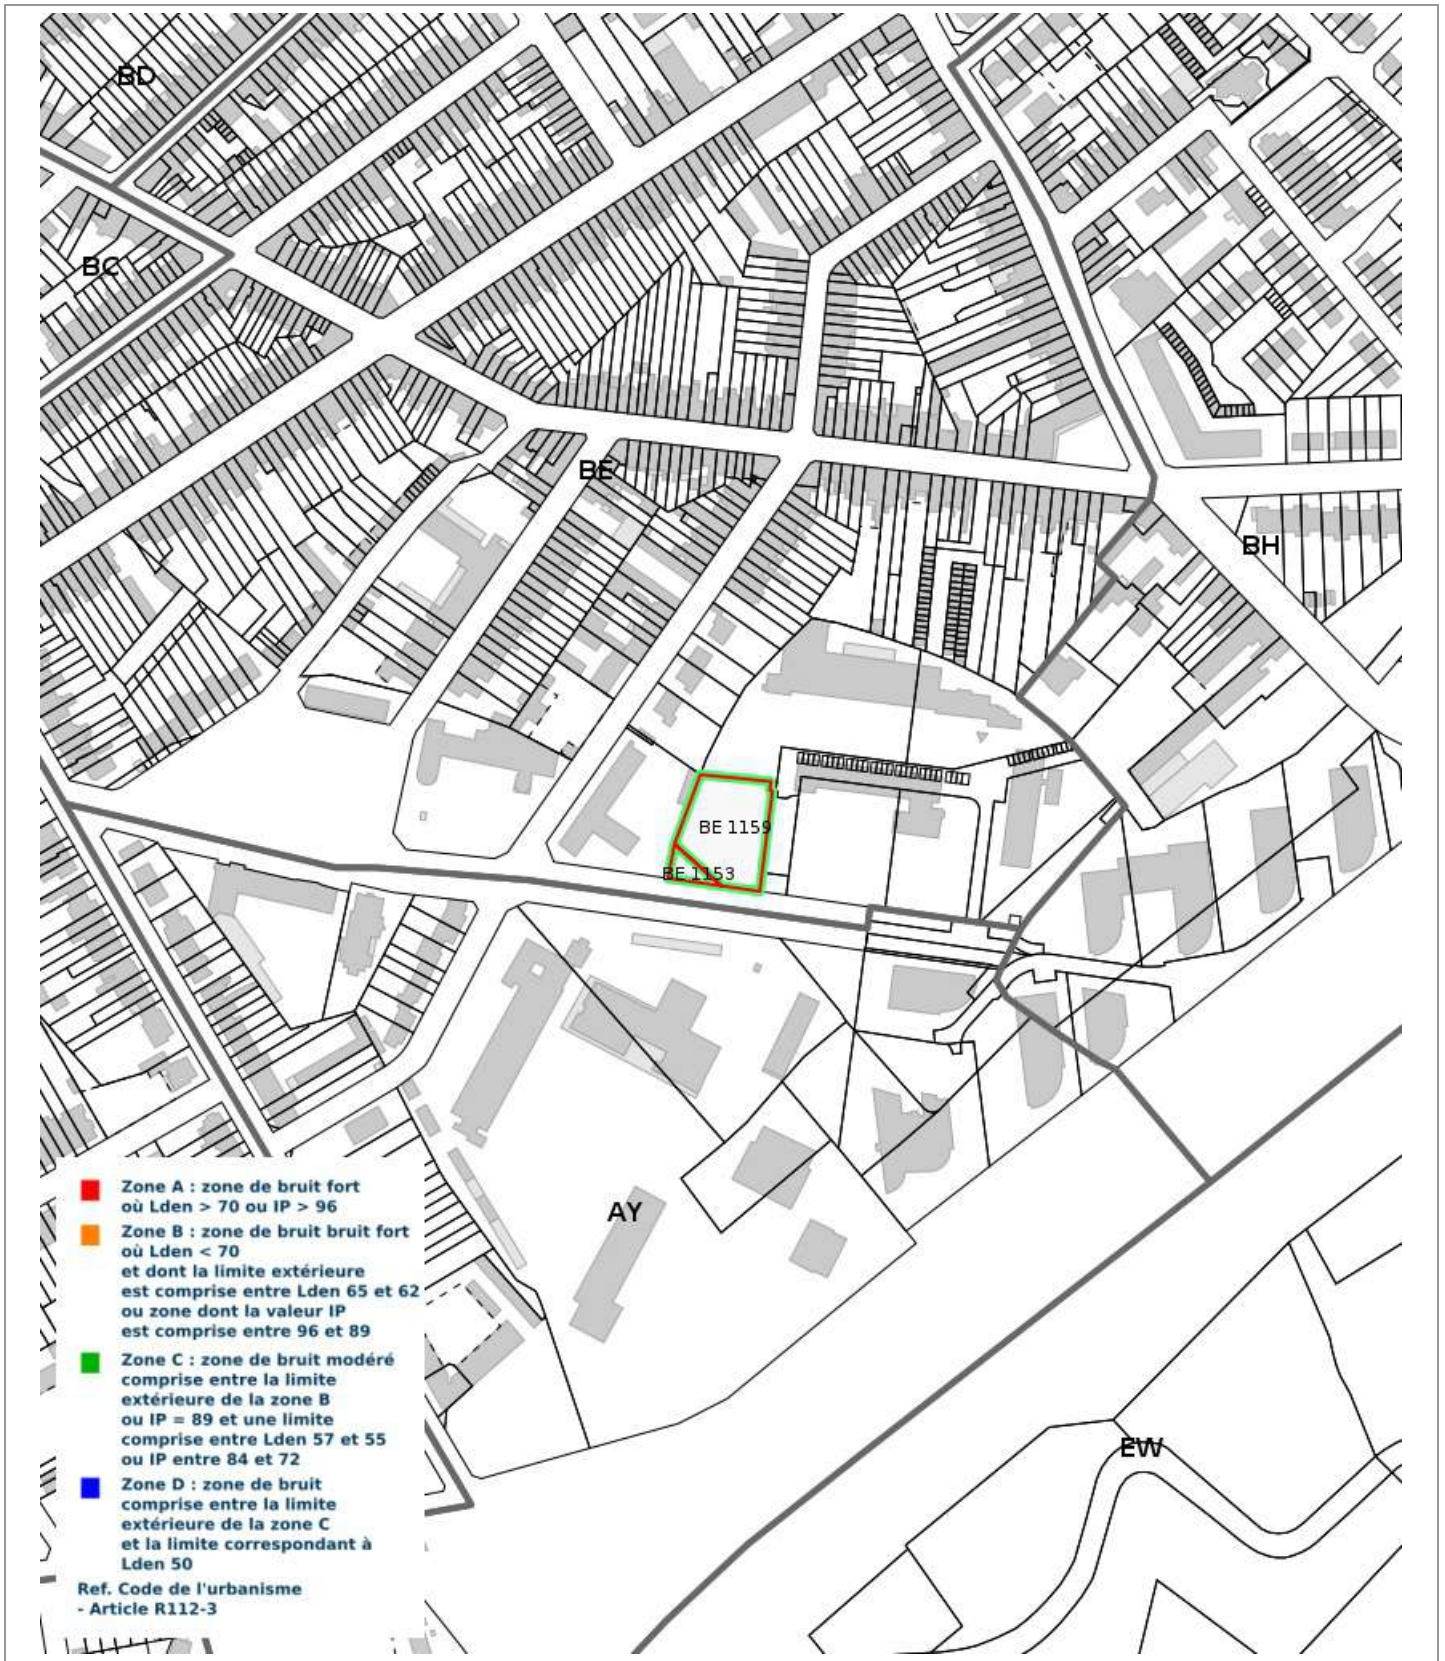 BD
BC
BE
BH
BE 1159
BE 1153
AY
EW
Zone A : zone de bruit fort
où Lden > 70 ou IP > 96
Zone B : zone de bruit bruit fort
où Lden < 70
et dont la limite extérieure
est comprise entre Lden 65 et 62
ou zone dont la valeur IP
est comprise entre 96 et 89
Zone C : zone de bruit modéré
comprise entre la limite
extérieure de la zone B
ou IP = 89 et une limite
comprise entre Lden 57 et 55
ou IP entre 84 et 72
Zone D : zone de bruit
comprise entre la limite
extérieure de la zone C
et la limite correspondant à
Lden 50
Ref. Code de l'urbanisme
- Article R112-3